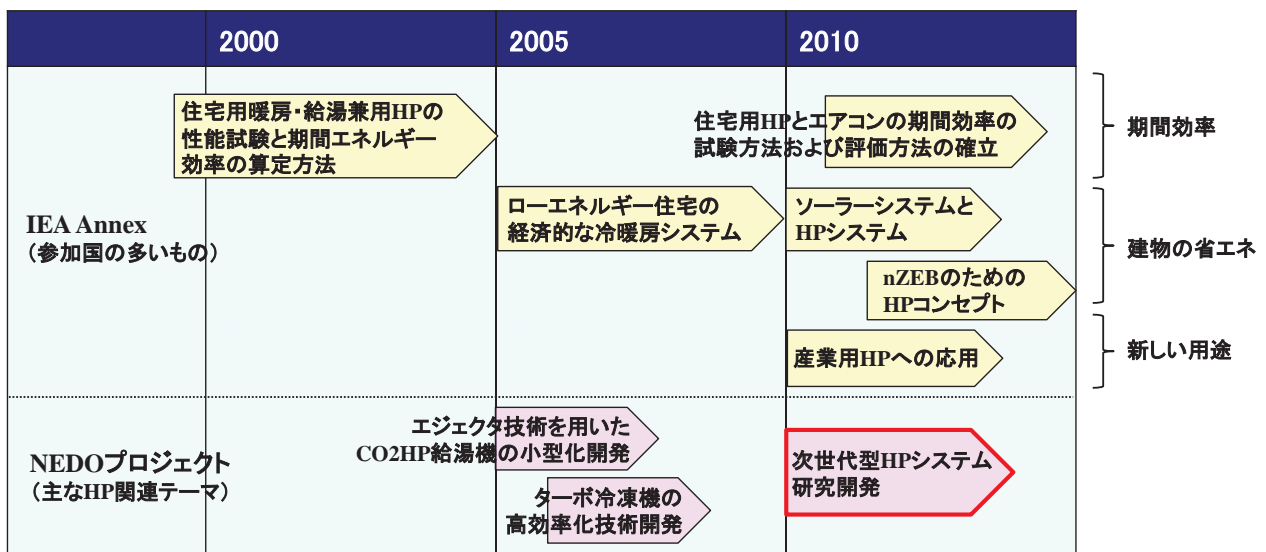 2000
2005
2010
住宅用暖房・給湯兼用HPの
性能試験と期間エネルギー
効率の算定方法
住宅用HPとエアコンの期間効率の
試験方法および評価方法の確立
期間効率
IEA Annex
(参加国の多いもの)
ローエネルギー住宅の
経済的な冷暖房システム
ソーラーシステムと
HPシステム
nZEBのための
HPコンセプト
建物の省エネ
産業用HPへの応用
新しい用途
NEDOプロジェクト
(主なHP関連テーマ)
エジェクタ技術を用いた
CO2HP給湯機の小型化開発
ターボ冷凍機の
高効率化技術開発
次世代型HPシステム
研究開発